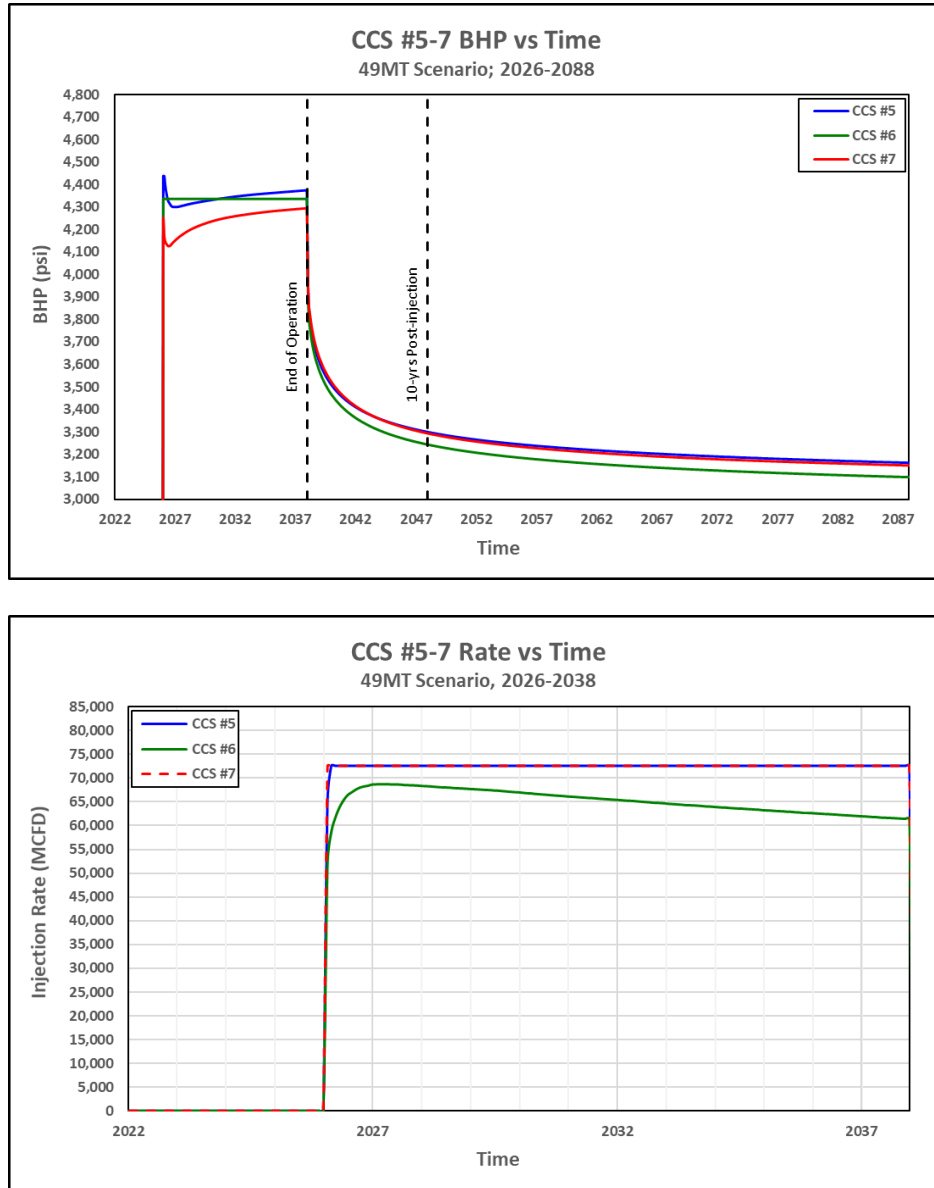 CCS #5-7 BHP vs Time
49MT Scenario; 2026-2088
4,800
4,700
4,600
4,500
4,400
4,300
4,200
4,100
4,000
3,900
3,800
3,700
3,600
3,500
3,400
3,300
3,200
3,100
3,000
BHP (psi)
CCS #5
CCS #6
CCS #7
End of Operation
10-yrs Post-injection
2022 2027 2032 2037 2042 2047 2052 2057 2062 2067 2072 2077 2082 2087
Time
CCS #5-7 Rate vs Time
49MT Scenario, 2026-2038
85,000
80,000
75,000
70,000
65,000
60,000
55,000
50,000
45,000
40,000
35,000
30,000
25,000
20,000
15,000
10,000
5,000
0
Injection Rate (MCFD)
CCS #5
CCS #6
CCS #7
2022 2027 2032 2037
Time